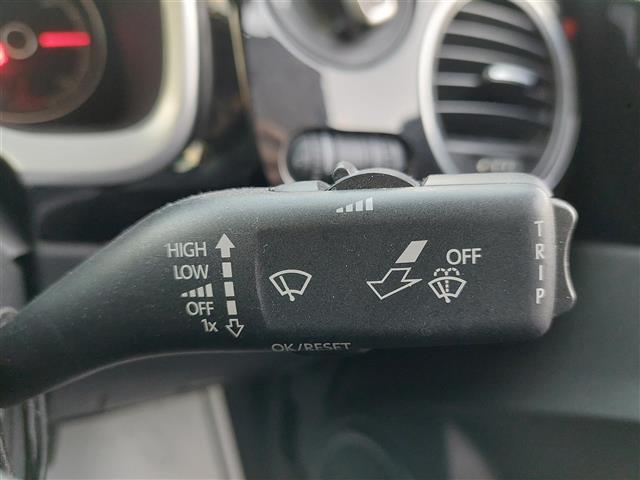 HIGH
LOW
OFF
1x
OFF
TRIP
OK/RESET